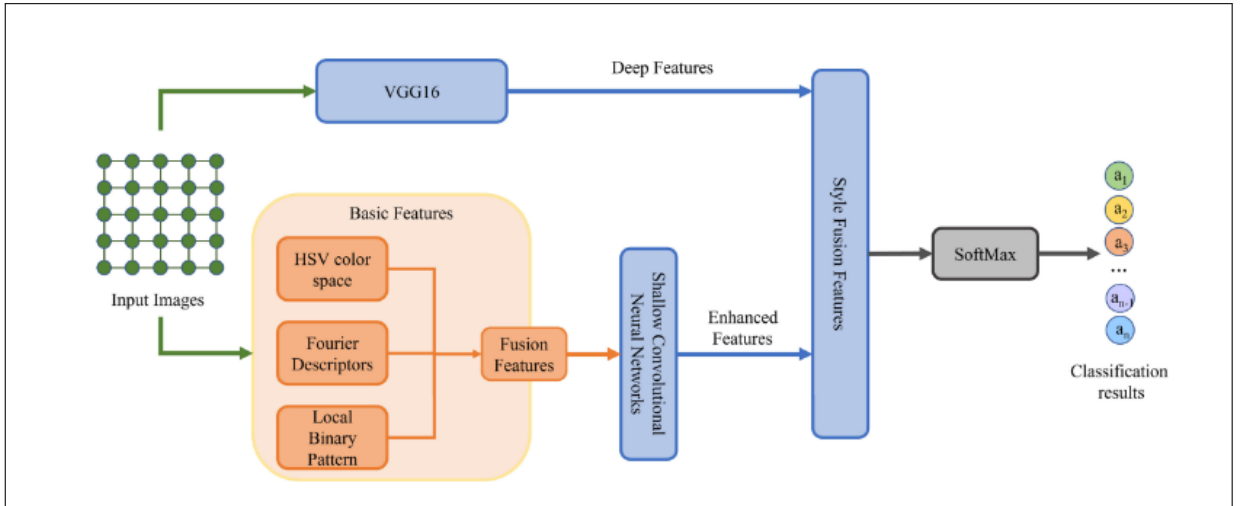 VGG16
Deep Features
Input Images
Basic Features
HSV color
space
Fourier
Descriptors
Local
Binary
Pattern
Fusion
Features
Shallow Convolutional
Neural Networks
Enhanced
Features
Style Fusion Features
SoftMax
a1
a2
a3
...
an-1
an
Classification
results